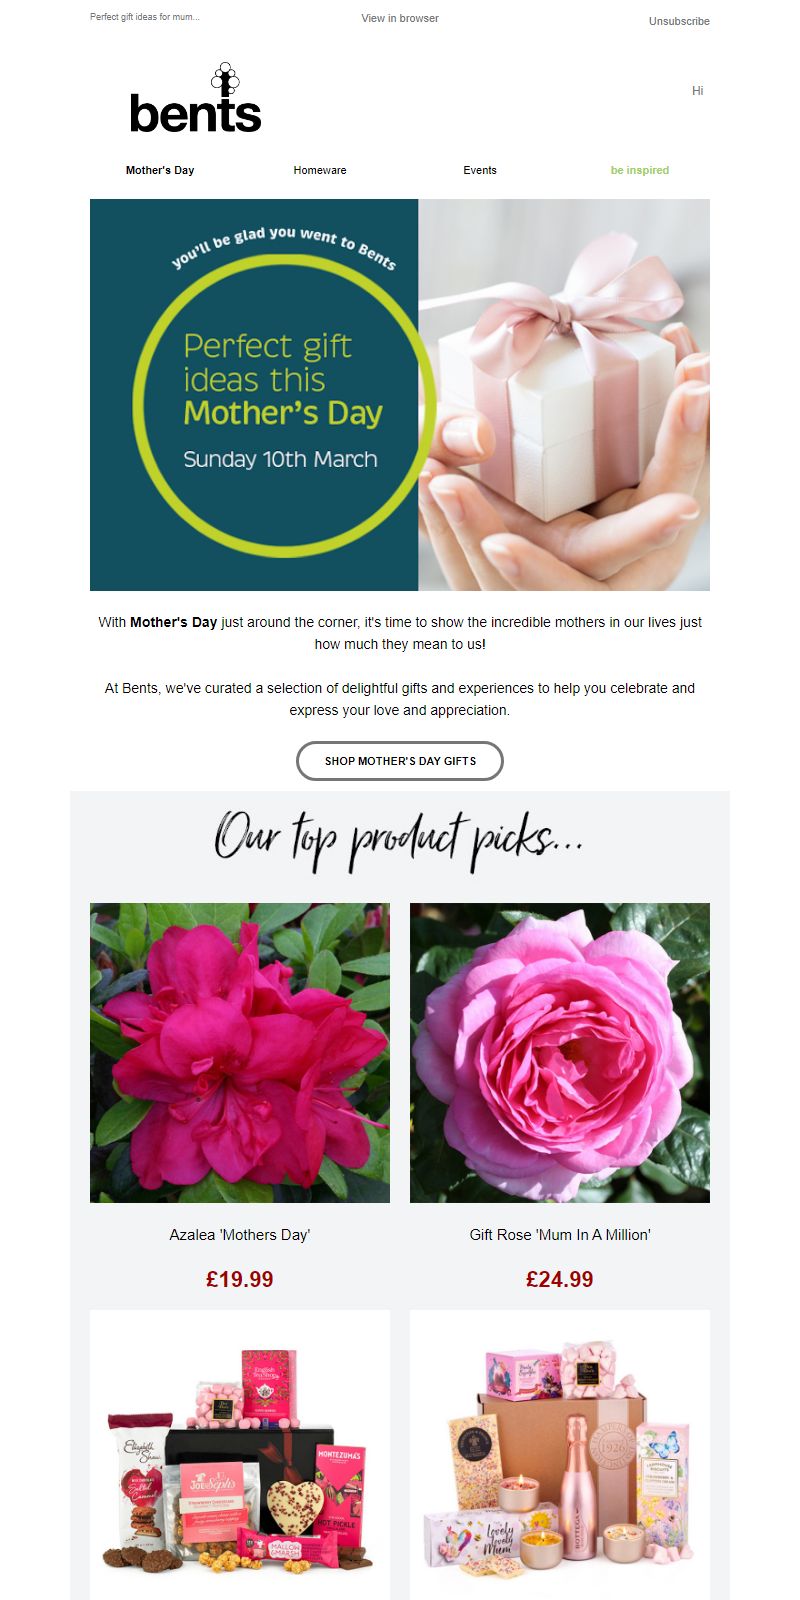 Perfect gift ideas for mum...
View in browser
Unsubscribe
bents
Hi
Mother's Day
Homeware
Events
be inspired
you'll be glad you went to Bents
Perfect gift
ideas this
Mother's Day
Sunday 10th March
With Mother's Day just around the corner, it's time to show the incredible mothers in our lives just
how much they mean to us!
At Bents, we've curated a selection of delightful gifts and experiences to help you celebrate and
express your love and appreciation.
SHOP MOTHER'S DAY GIFTS
Our top product picks...
Azalea 'Mothers Day'
Gift Rose 'Mum In A Million'
£19.99
£24.99
English
Tea Shop
Elizabeth
Shaw
Salted
Caramel
JOE & Seph's
MONTEZUMA'S
HOT PICKLE
MALLOW
& MARSH
1926
Lovely
lovely
Mum
BOTTEGA